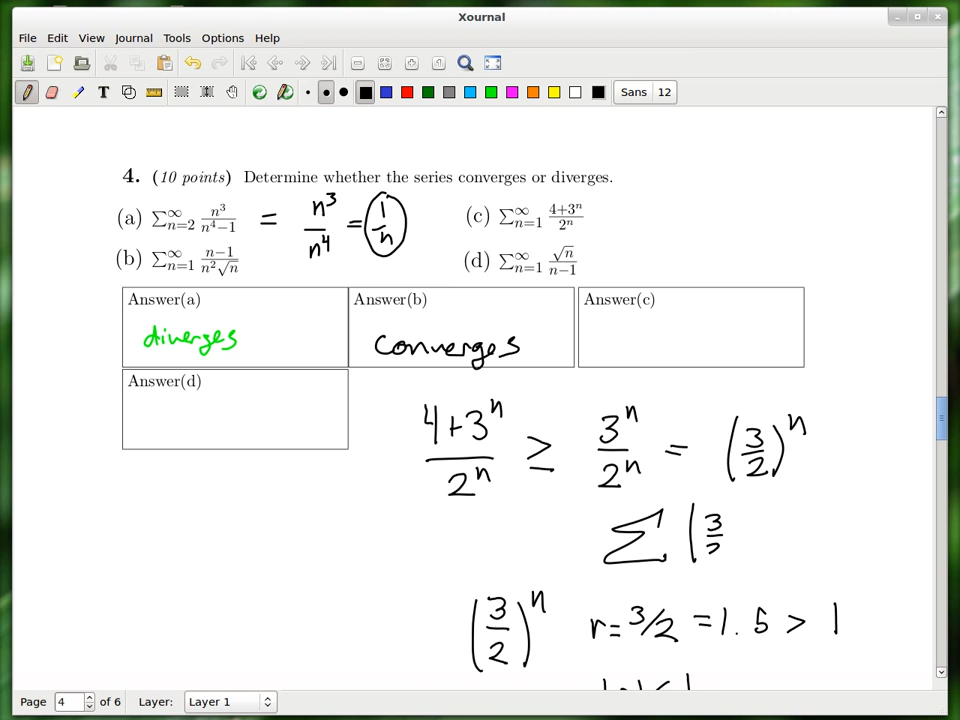 Xournal
File Edit View Journal Tools Options Help
Sans 12
4. (10 points) Determine whether the series converges or diverges.
(a) ∑_{n=2}^{∞} n³/(n⁴−1) = n³/n⁴ = 1/n
(c) ∑_{n=1}^{∞} (4+3ⁿ)/2ⁿ
(b) ∑_{n=1}^{∞} (n−1)/(n²√n)
(d) ∑_{n=1}^{∞} √n/(n−1)
Answer(a)
diverges
Answer(b)
converges
Answer(c)
Answer(d)
(4+3ⁿ)/2ⁿ ≥ 3ⁿ/2ⁿ = (3/2)ⁿ
∑ (3/2
(3/2)ⁿ r = 3/2 = 1.5 > 1
Page 4 of 6 Layer: Layer 1